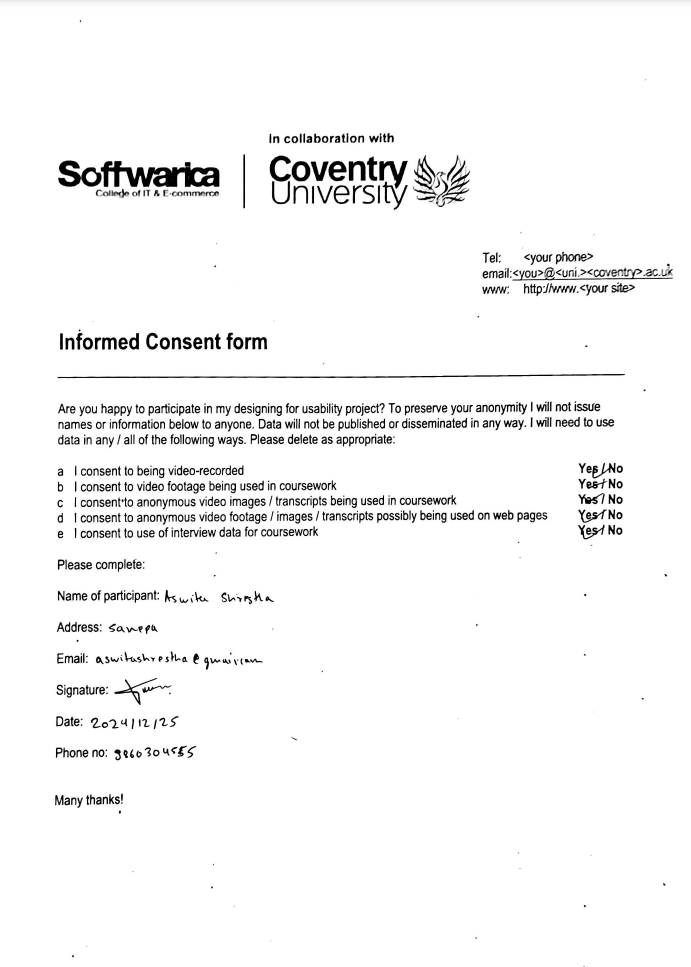 In collaboration with
Softwarica
College of IT & E-commerce
Coventry
University
Tel: <your phone>
email:<you>@<uni.><coventry>.ac.uk
www: http://www.<your site>
Informed Consent form
Are you happy to participate in my designing for usability project? To preserve your anonymity I will not issue
names or information below to anyone. Data will not be published or disseminated in any way. I will need to use
data in any / all of the following ways. Please delete as appropriate:
a I consent to being video-recorded Yes/No
b I consent to video footage being used in coursework Yes/ No
c I consent to anonymous video images / transcripts being used in coursework Yes/ No
d I consent to anonymous video footage / images / transcripts possibly being used on web pages Yes/ No
e I consent to use of interview data for coursework Yes/ No
Please complete:
Name of participant: Aswita Shrestha
Address: Sanepa
Email: aswitashrestha@
Signature:
Date: 2024/12/25
Phone no:
Many thanks!